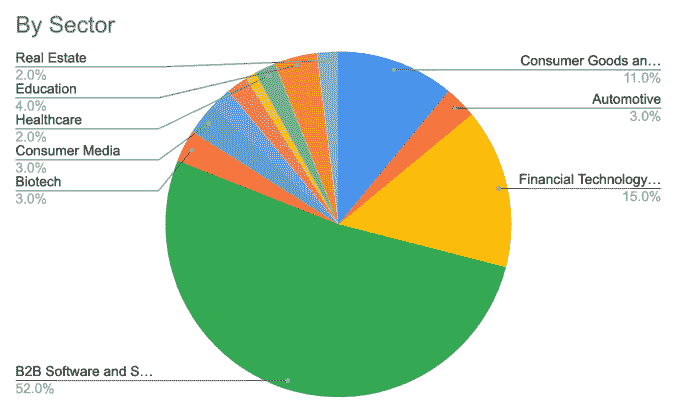 By Sector
Real Estate
2.0%
Education
4.0%
Healthcare
2.0%
Consumer Media
3.0%
Biotech
3.0%
B2B Software and S…
52.0%
Consumer Goods an…
11.0%
Automotive
3.0%
Financial Technology…
15.0%